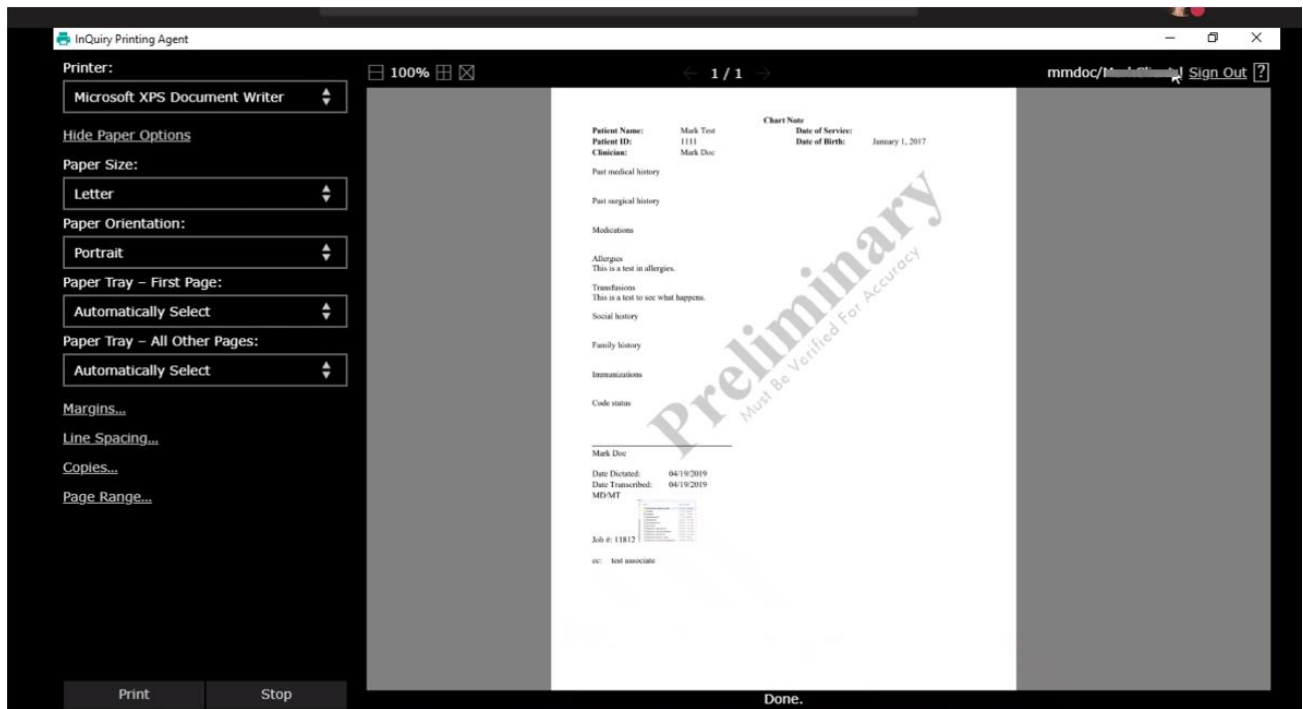 InQuiry Printing Agent
Printer:
Microsoft XPS Document Writer
Hide Paper Options
Paper Size:
Letter
Paper Orientation:
Portrait
Paper Tray – First Page:
Automatically Select
Paper Tray – All Other Pages:
Automatically Select
Margins...
Line Spacing...
Copies...
Page Range...
Print Stop
100% 1 / 1 mmdoc/ Sign Out ?
Chart Note
Patient Name: Mark Test Date of Service:
Patient ID: 1111 Date of Birth: January 1, 2017
Clinician: Mark Doc
Past medical history
Past surgical history
Medications
Allergies
This is a test in allergies.
Transfusions
This is a test to see what happens.
Social history
Family history
Immunizations
Code status
Preliminary
Must Be Verified For Accuracy
Mark Doc
Date Dictated: 04/19/2019
Date Transcribed: 04/19/2019
MD/MT
Job #: 11812
cc: test associate
Done.